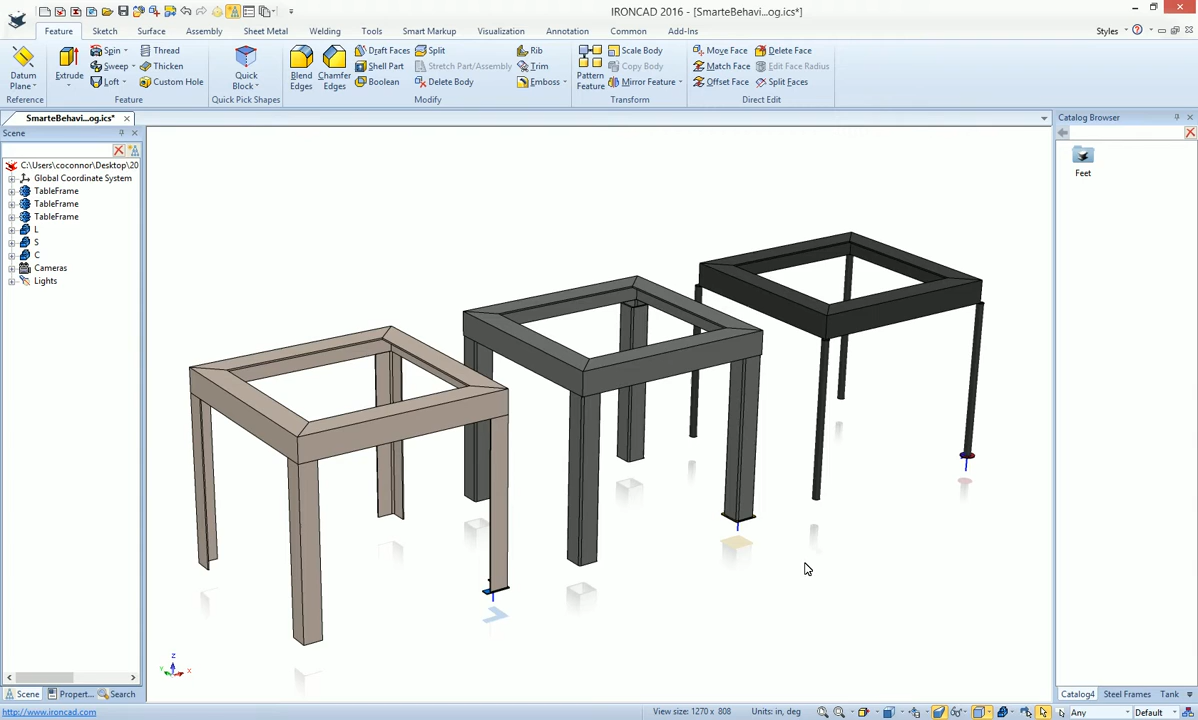 IRONCAD 2016 - [SmarteBehavi...og.ics*]
Feature Sketch Surface Assembly Sheet Metal Welding Tools Smart Markup Visualization Annotation Common Add-Ins Styles
Datum Plane
Reference
Extrude
Spin
Sweep
Loft
Thread
Thicken
Custom Hole
Feature
Quick Block
Quick Pick Shapes
Blend Edges
Chamfer Edges
Draft Faces
Shell Part
Boolean
Split
Stretch Part/Assembly
Delete Body
Rib
Trim
Emboss
Modify
Pattern Feature
Scale Body
Copy Body
Mirror Feature
Transform
Move Face
Match Face
Offset Face
Delete Face
Edit Face Radius
Split Faces
Direct Edit
SmarteBehavi...og.ics*
Scene
C:\Users\coconnor\Desktop\20
Global Coordinate System
TableFrame
TableFrame
TableFrame
L
S
C
Cameras
Lights
Z
Y
X
Catalog Browser
Feet
Scene Propert... Search
Catalog4 Steel Frames Tank
http://www.ironcad.com
View size: 1270 x 808 Units: in, deg
Any Default